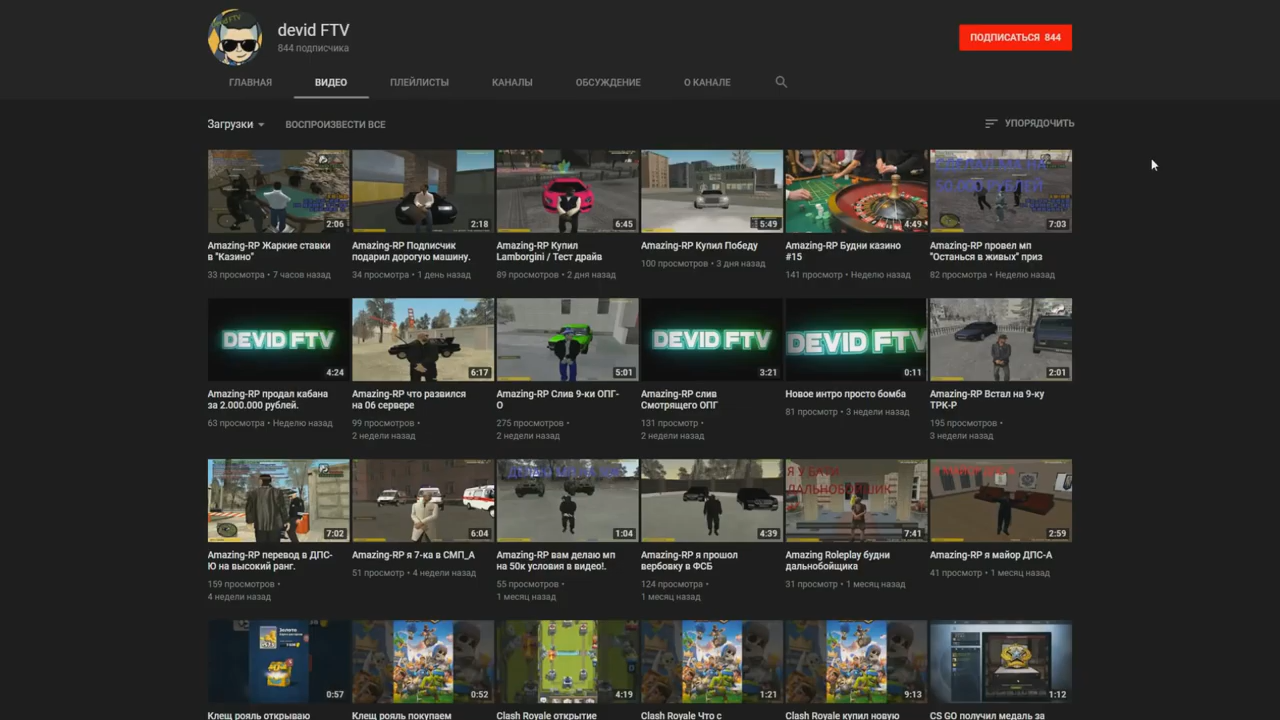 devid FTV
844 подписчика
ПОДПИСАТЬСЯ 844
ГЛАВНАЯ
ВИДЕО
ПЛЕЙЛИСТЫ
КАНАЛЫ
ОБСУЖДЕНИЕ
О КАНАЛЕ
Загрузки
ВОСПРОИЗВЕСТИ ВСЕ
УПОРЯДОЧИТЬ
50.000 РУБЛЕЙ
2:06
2:18
6:45
5:49
4:49
7:03
Amazing-RP Жаркие ставки
в "Казино"
33 просмотра • 7 часов назад
Amazing-RP Подписчик
подарил дорогую машину.
34 просмотра • 1 день назад
Amazing-RP Купил
Lamborgini / Тест драйв
89 просмотров • 2 дня назад
Amazing-RP Купил Победу
100 просмотров • 3 дня назад
Amazing-RP Будни казино
#15
141 просмотр • Неделю назад
Amazing-RP провел мп
"Останься в живых" приз
82 просмотра • Неделю назад
DEVID FTV
4:24
6:17
5:01
DEVID FTV
3:21
DEVID FTV
0:11
2:01
Amazing-RP продал кабана
за 2.000.000 рублей.
63 просмотра • Неделю назад
Amazing-RP что развился
на 06 сервере
99 просмотров •
2 недели назад
Amazing-RP Слив 9-ки ОПГ-
О
275 просмотров •
2 недели назад
Amazing-RP слив
Смотрящего ОПГ
131 просмотр •
2 недели назад
Новое интро просто бомба
81 просмотр • 3 недели назад
Amazing-RP Встал на 9-ку
ТРК-Р
195 просмотров •
3 недели назад
Я У БАТИ
ДАЛЬНОБОЙЩИК
7:02
6:04
1:04
4:39
7:41
2:59
Amazing-RP перевод в ДПС-
Ю на высокий ранг.
159 просмотров •
4 недели назад
Amazing-RP я 7-ка в СМП_А
51 просмотр • 4 недели назад
Amazing-RP вам делаю мп
на 50к условия в видео!.
55 просмотров •
1 месяц назад
Amazing-RP я прошол
вербовку в ФСБ
124 просмотра •
1 месяц назад
Amazing Roleplay будни
дальнобойщика
31 просмотр • 1 месяц назад
Amazing-RP я майор ДПС-А
41 просмотр • 1 месяц назад
0:57
0:52
4:19
1:21
9:13
1:12
Клещ рояль открываю
Клещ рояль покупаем
Clash Royale открытие
Clash Royale Что с
Clash Royale купил новую
CS GO получил медаль за